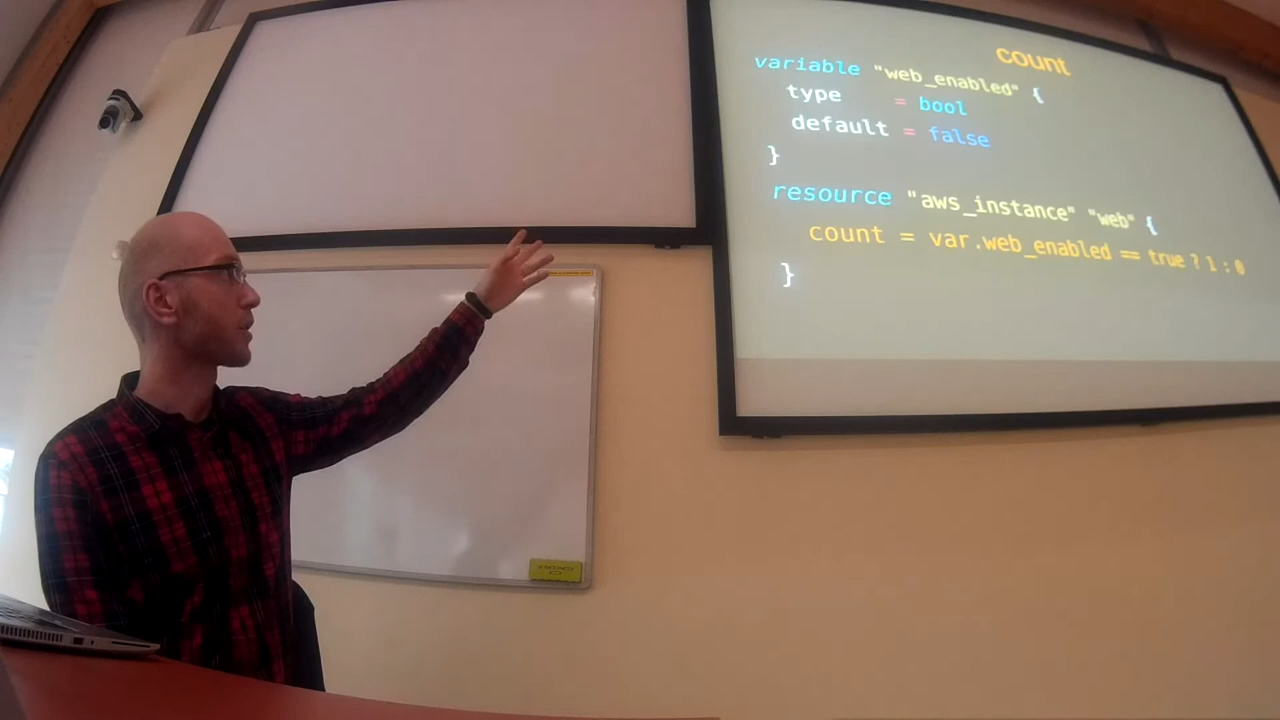 count
variable "web_enabled" {
type = bool
default = false
}
resource "aws_instance" "web" {
count = var.web_enabled == true ? 1 : 0
}